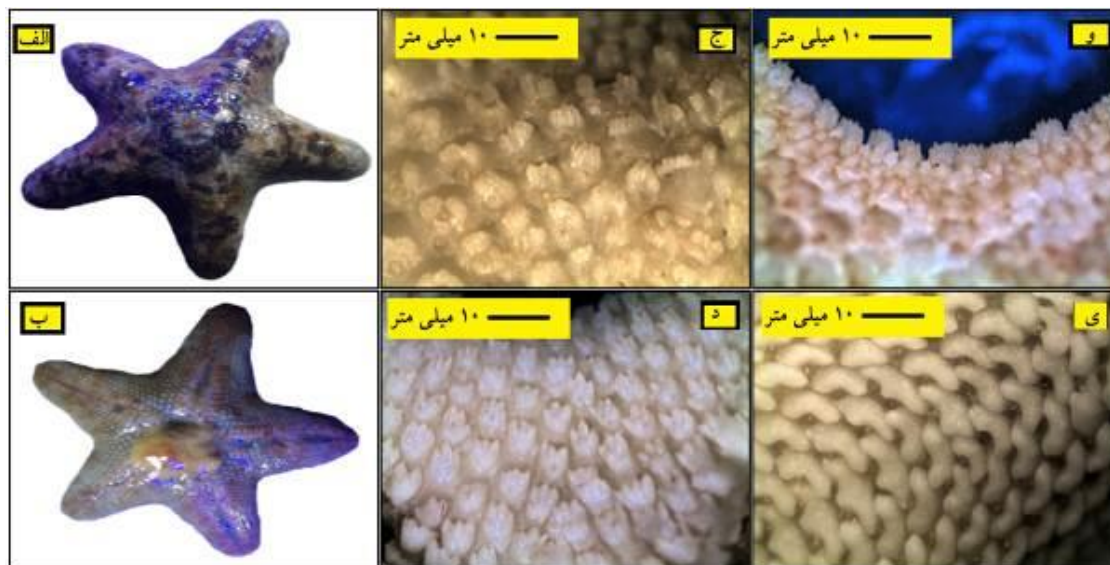 الف
۱۰ میلی متر
ج
۱۰ میلی متر
و
ب
۱۰ میلی متر
د
۱۰ میلی متر
ی